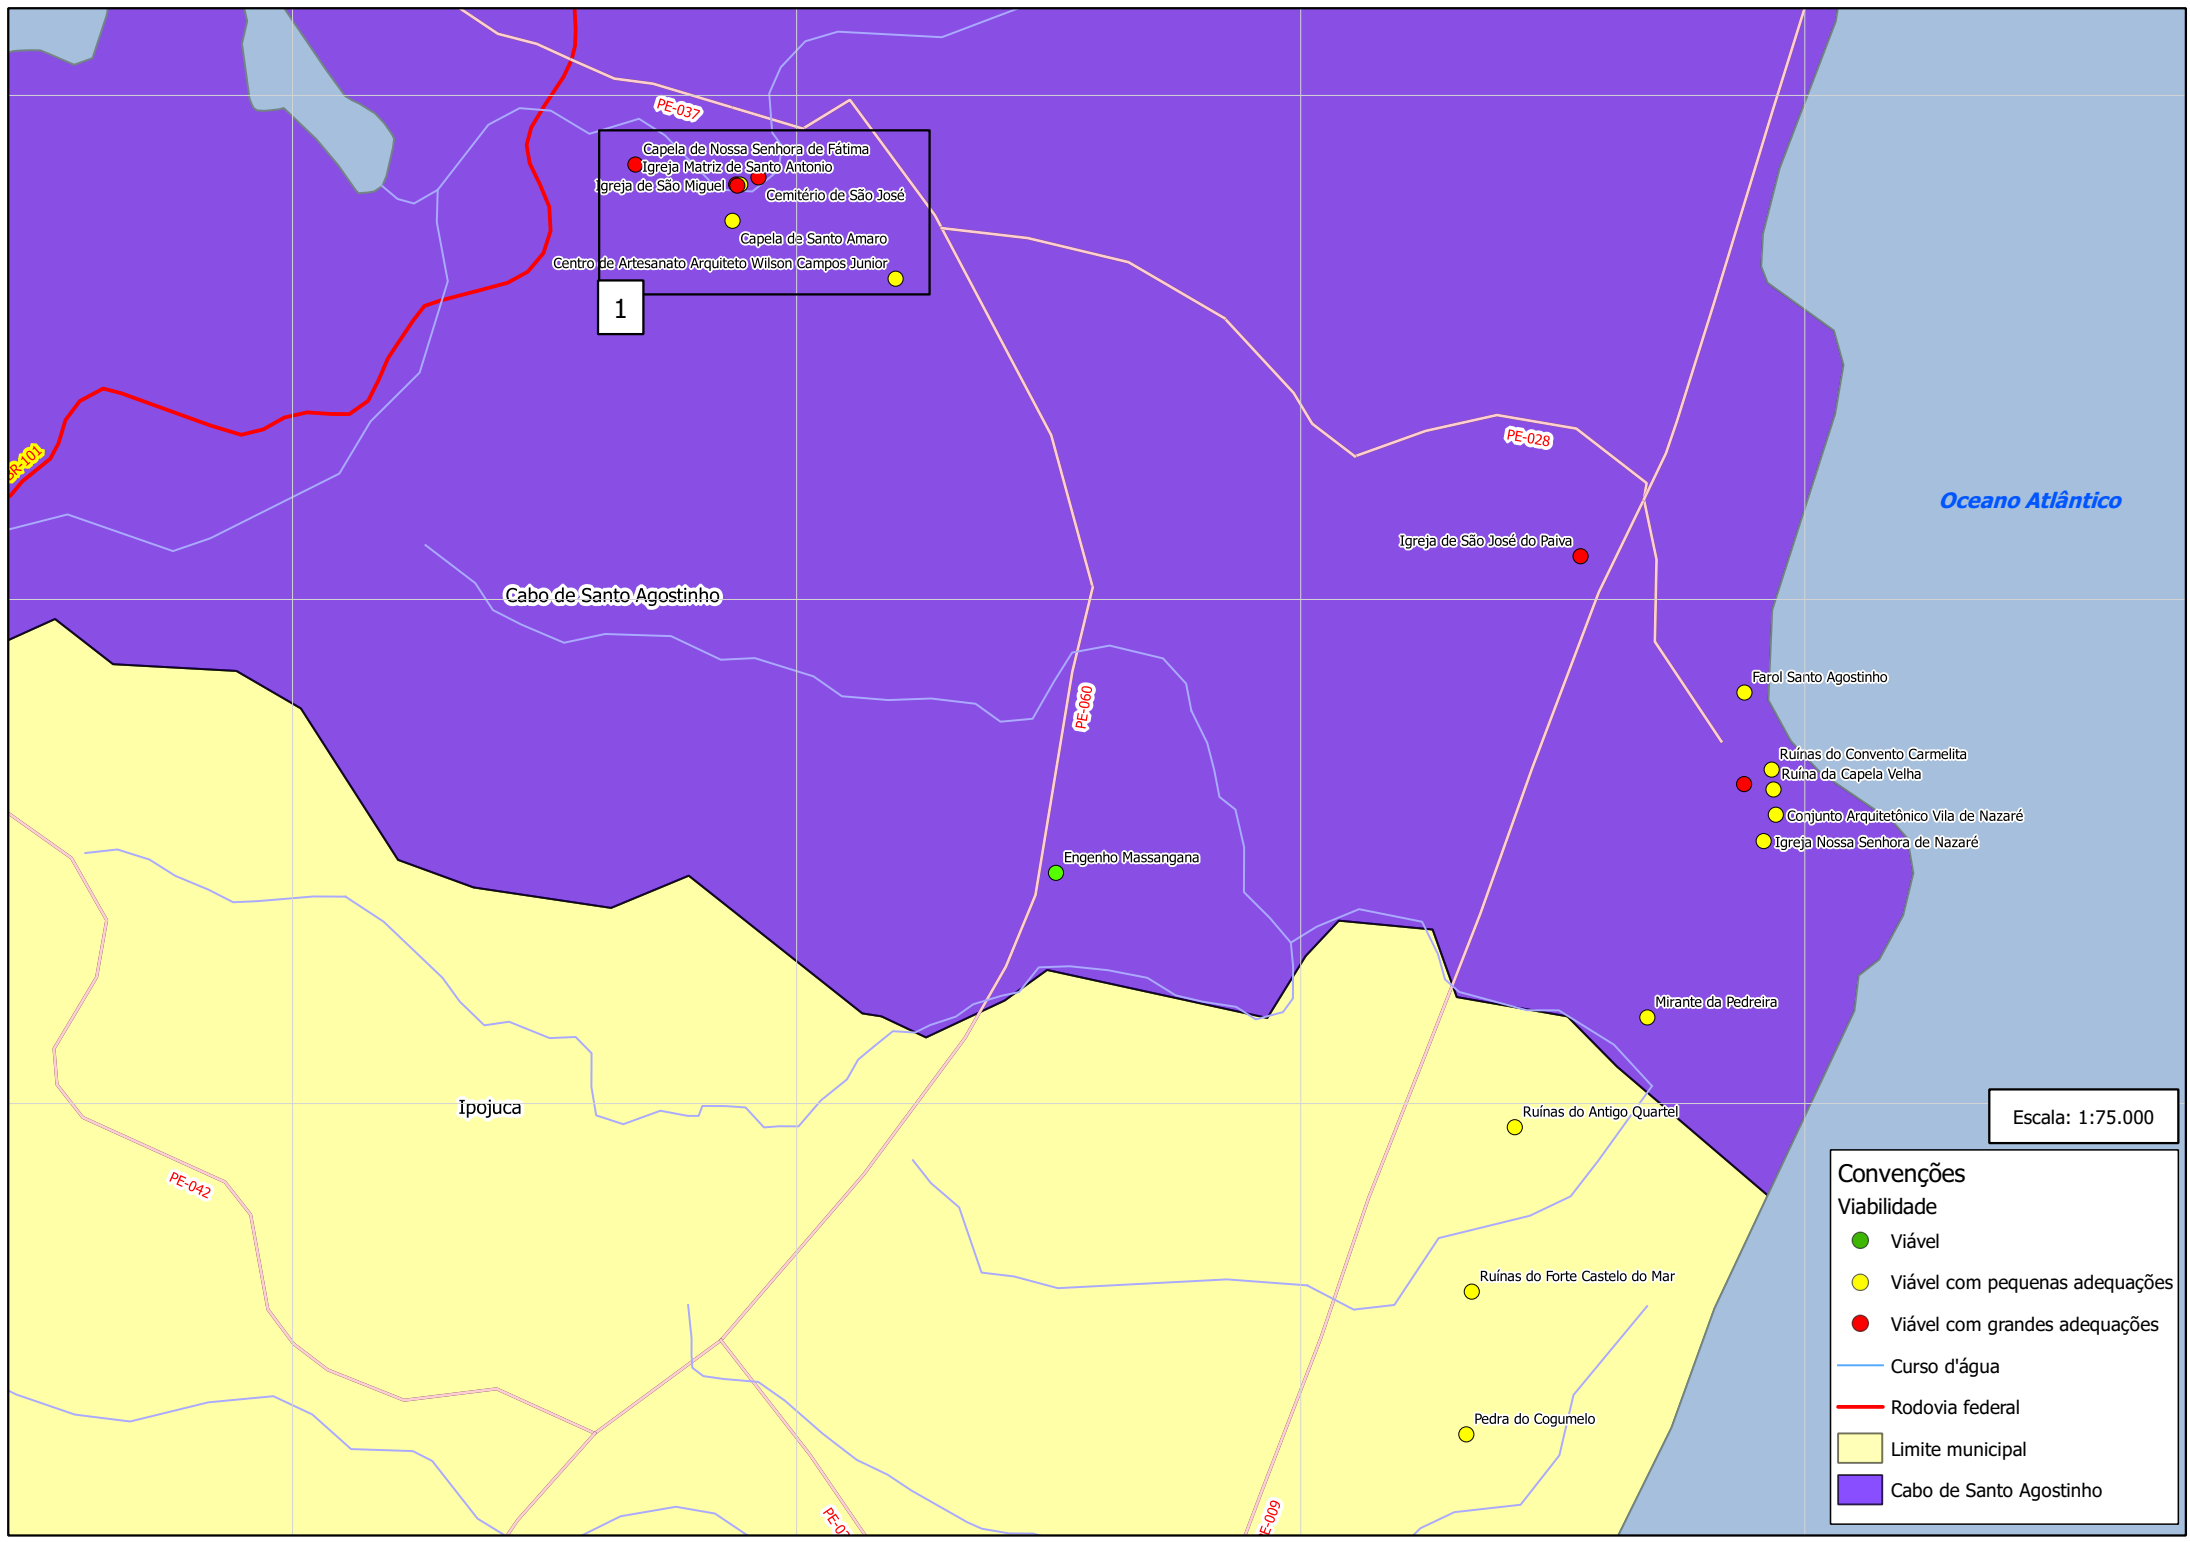 PE-037
Capela de Nossa Senhora de Fátima
Igreja Matriz de Santo Antonio
Igreja de São Miguel
Cemitério de São José
Capela de Santo Amaro
Centro de Artesanato Arquiteto Wilson Campos Junior
1
PE-028
BR-101
Oceano Atlântico
Igreja de São José do Paiva
Cabo de Santo Agostinho
Farol Santo Agostinho
PE-060
Ruínas do Convento Carmelita
Ruína da Capela Velha
Conjunto Arquitetônico Vila de Nazaré
Igreja Nossa Senhora de Nazaré
Engenho Massangana
Mirante da Pedreira
Ipojuca
Ruínas do Antigo Quartel
PE-042
Ruínas do Forte Castelo do Mar
Pedra do Cogumelo
PE-009
Escala: 1:75.000
Convenções
Viabilidade
Viável
Viável com pequenas adequações
Viável com grandes adequações
Curso d'água
Rodovia federal
Limite municipal
Cabo de Santo Agostinho